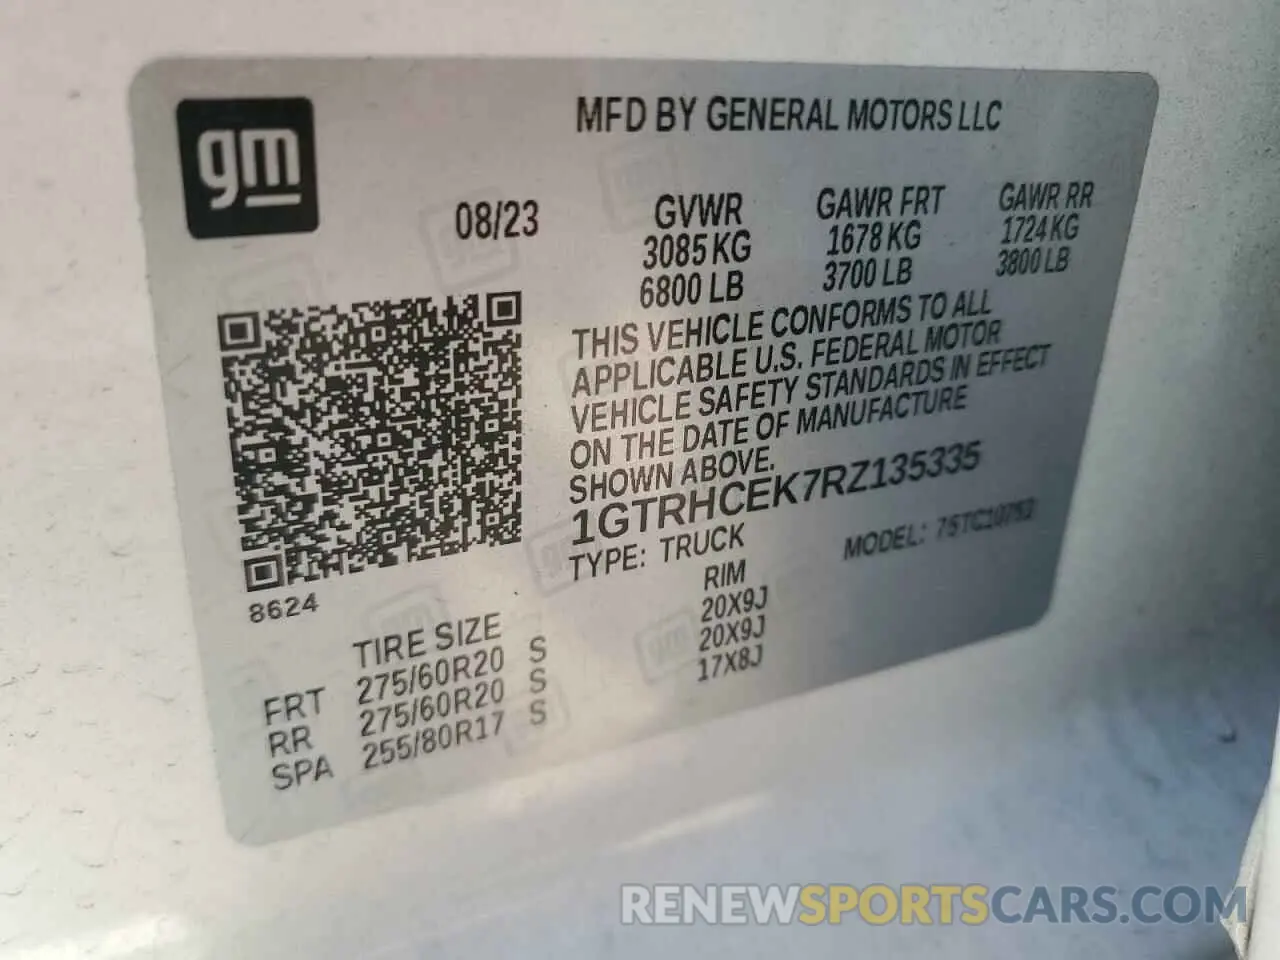 gm
MFD BY GENERAL MOTORS LLC
08/23
GVWR GAWR FRT GAWR RR
3085 KG 1678 KG 1724 KG
6800 LB 3700 LB 3800 LB
THIS VEHICLE CONFORMS TO ALL
APPLICABLE U.S. FEDERAL MOTOR
VEHICLE SAFETY STANDARDS IN EFFECT
ON THE DATE OF MANUFACTURE
SHOWN ABOVE.
1GTRHCEK7RZ135335
TYPE: TRUCK MODEL:
8624
TIRE SIZE RIM
FRT 275/60R20 S 20X9J
RR 275/60R20 S 20X9J
SPA 255/80R17 S 17X8J
RENEWSPORTSCARS.COM